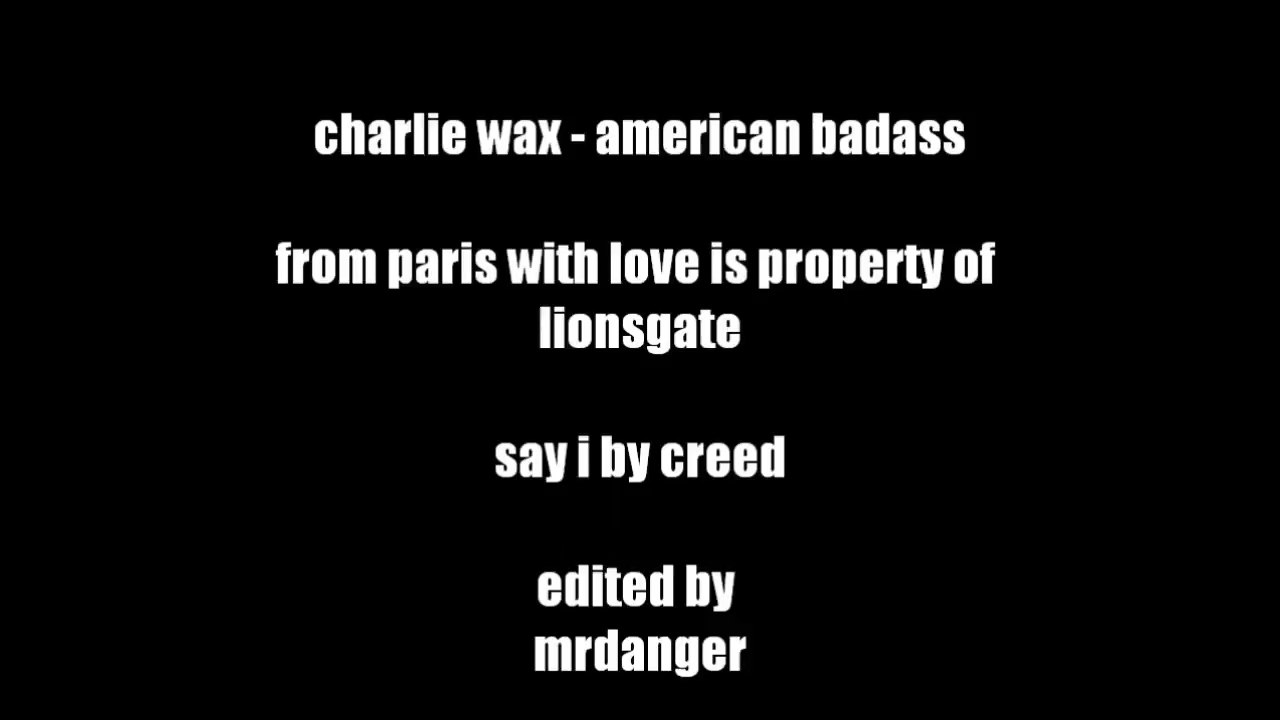 charlie wax - american badass
from paris with love is property of
lionsgate
say i by creed
edited by
mrdanger